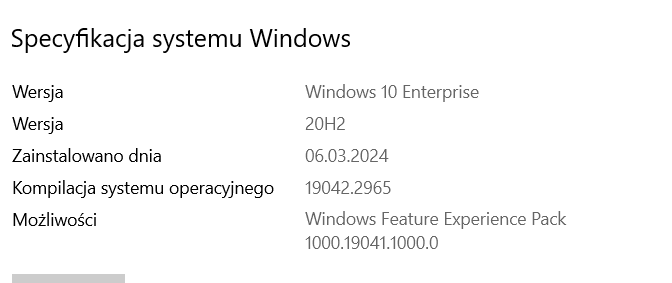 Specyfikacja systemu Windows
Wersja Windows 10 Enterprise
Wersja 20H2
Zainstalowano dnia 06.03.2024
Kompilacja systemu operacyjnego 19042.2965
Możliwości Windows Feature Experience Pack
1000.19041.1000.0